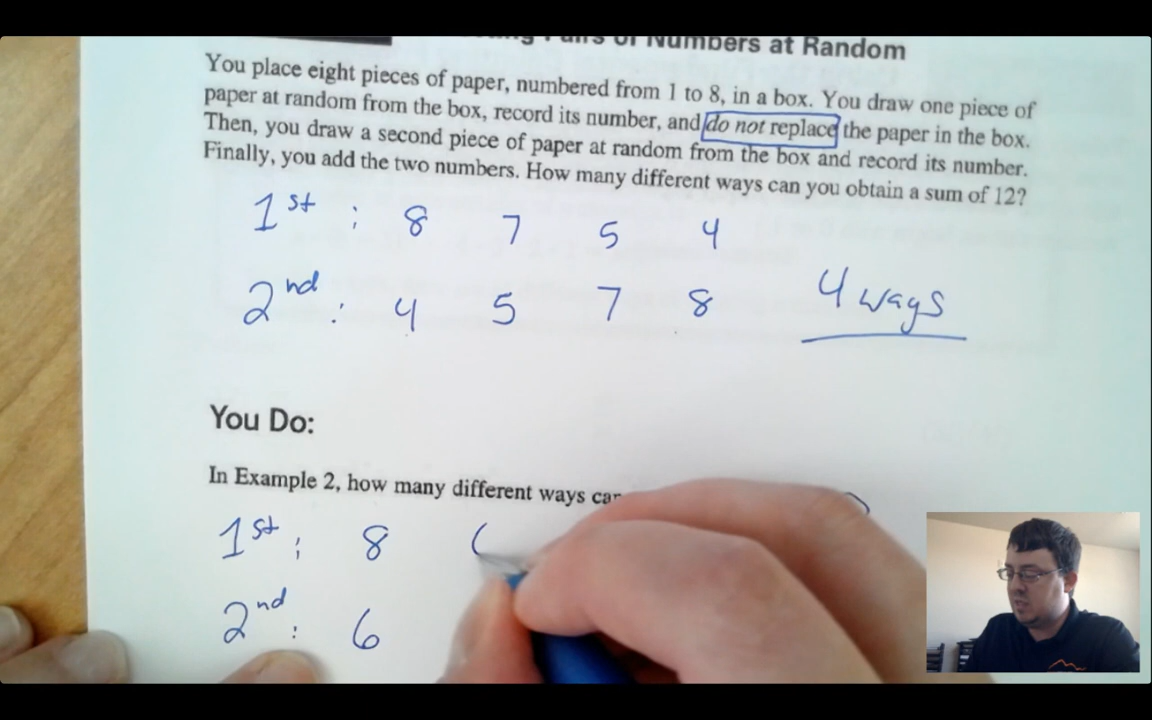 Pairs of Numbers at Random
You place eight pieces of paper, numbered from 1 to 8, in a box. You draw one piece of
paper at random from the box, record its number, and do not replace the paper in the box.
Then, you draw a second piece of paper at random from the box and record its number.
Finally, you add the two numbers. How many different ways can you obtain a sum of 12?
1st : 8 7 5 4
2nd : 4 5 7 8 4 ways
You Do:
In Example 2, how many different ways can
1st : 8
2nd : 6